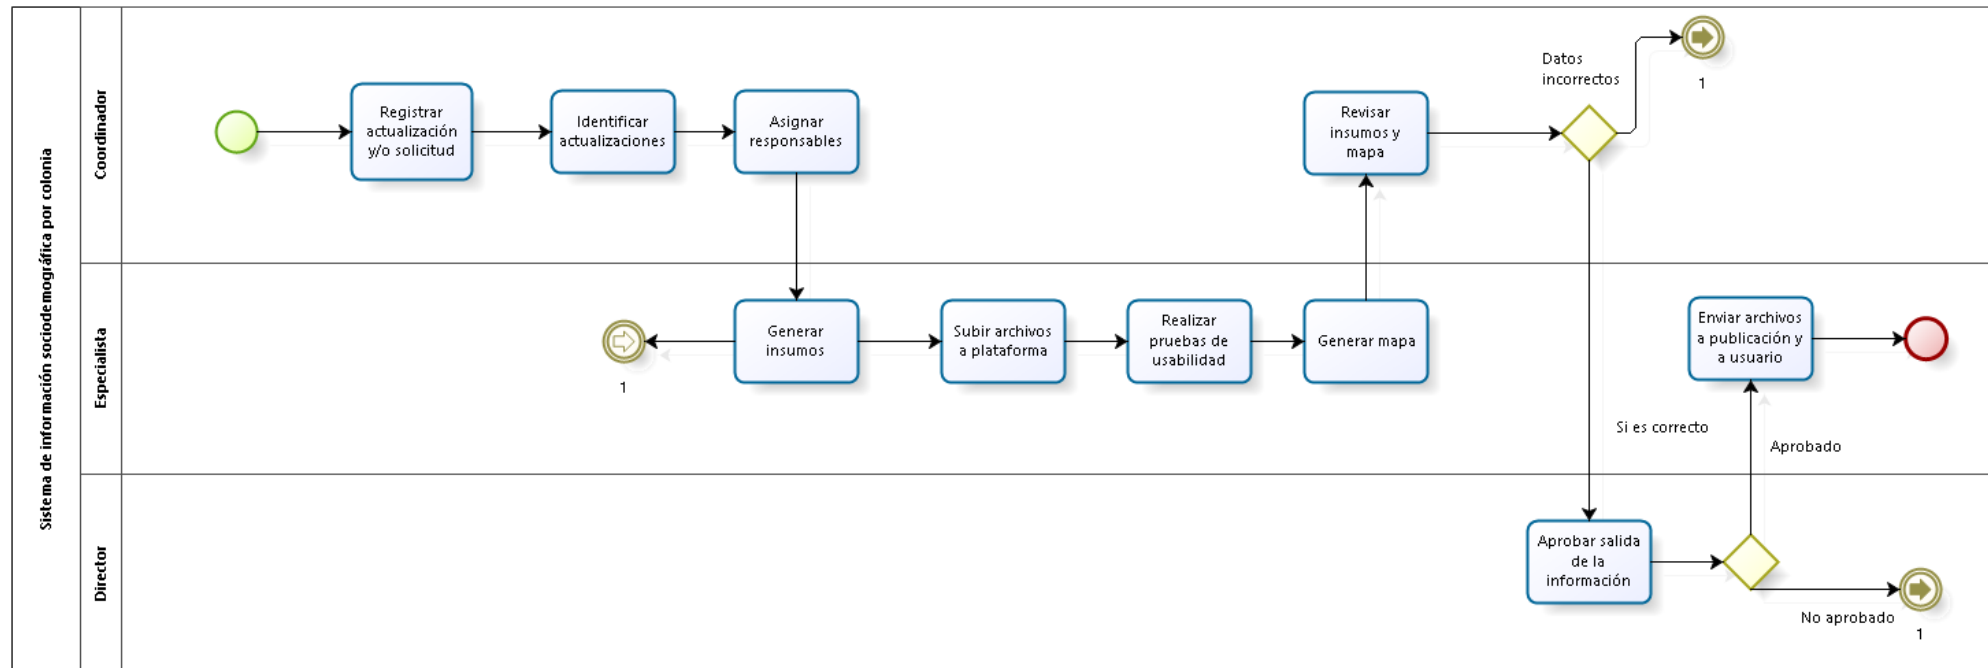 Sistema de información sociodemográfica por colonia
Coordinador
Registrar
actualización
y/o solicitud
Identificar
actualizaciones
Asignar
responsables
Revisar
insumos y
mapa
Datos
incorrectos
1
Especialista
1
Generar
insumos
Subir archivos
a plataforma
Realizar
pruebas de
usabilidad
Generar mapa
Si es correcto
Enviar archivos
a publicación y
a usuario
Aprobado
Director
Aprobar salida
de la
información
No aprobado
1